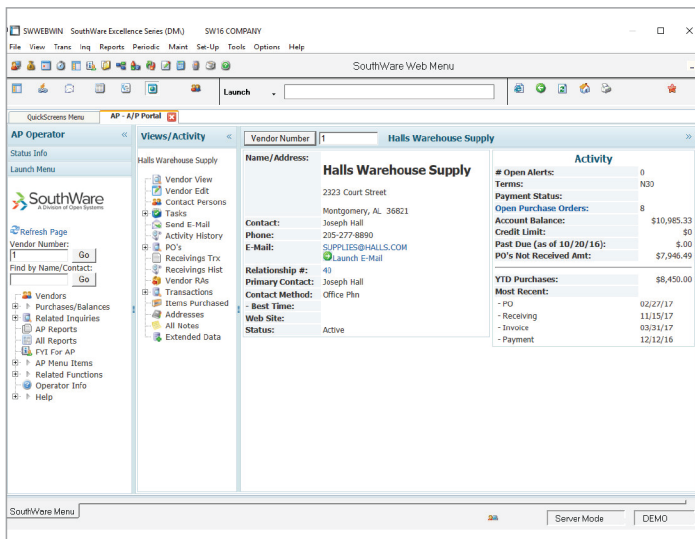 SWWEBWIN SouthWare Excellence Series (DM\) SW16 COMPANY
File View Trans Inq Reports Periodic Maint Set-Up Tools Options Help
SouthWare Web Menu
Launch
QuickScreens Menu AP - A/P Portal
AP Operator «
Status Info
Launch Menu
SouthWare
A Division of Open Systems
Refresh Page
Vendor Number:
1 Go
Find by Name/Contact:
Go
Vendors
Purchases/Balances
Related Inquiries
AP Reports
All Reports
FYI For AP
AP Menu Items
Related Functions
Operator Info
Help
Views/Activity «
Halls Warehouse Supply
Vendor View
Vendor Edit
Contact Persons
Tasks
Send E-Mail
Activity History
PO's
Receivings Trx
Receivings Hist
Vendor RAs
Transactions
Items Purchased
Addresses
All Notes
Extended Data
Vendor Number 1 Halls Warehouse Supply »
Name/Address:
Halls Warehouse Supply
2323 Court Street
Montgomery, AL 36821
Contact: Joseph Hall
Phone: 205-277-8890
E-Mail: SUPPLIES@HALLS.COM
Launch E-Mail
Relationship #: 40
Primary Contact: Joseph Hall
Contact Method: Office Phn
- Best Time:
Web Site:
Status: Active
Activity
# Open Alerts: 0
Terms: N30
Payment Status:
Open Purchase Orders: 8
Account Balance: $10,985.33
Credit Limit: $0
Past Due (as of 10/20/16): $.00
PO's Not Received Amt: $7,946.49
YTD Purchases: $8,450.00
Most Recent:
- PO 02/27/17
- Receiving 11/15/17
- Invoice 03/31/17
- Payment 12/12/16
SouthWare Menu
Server Mode DEMO